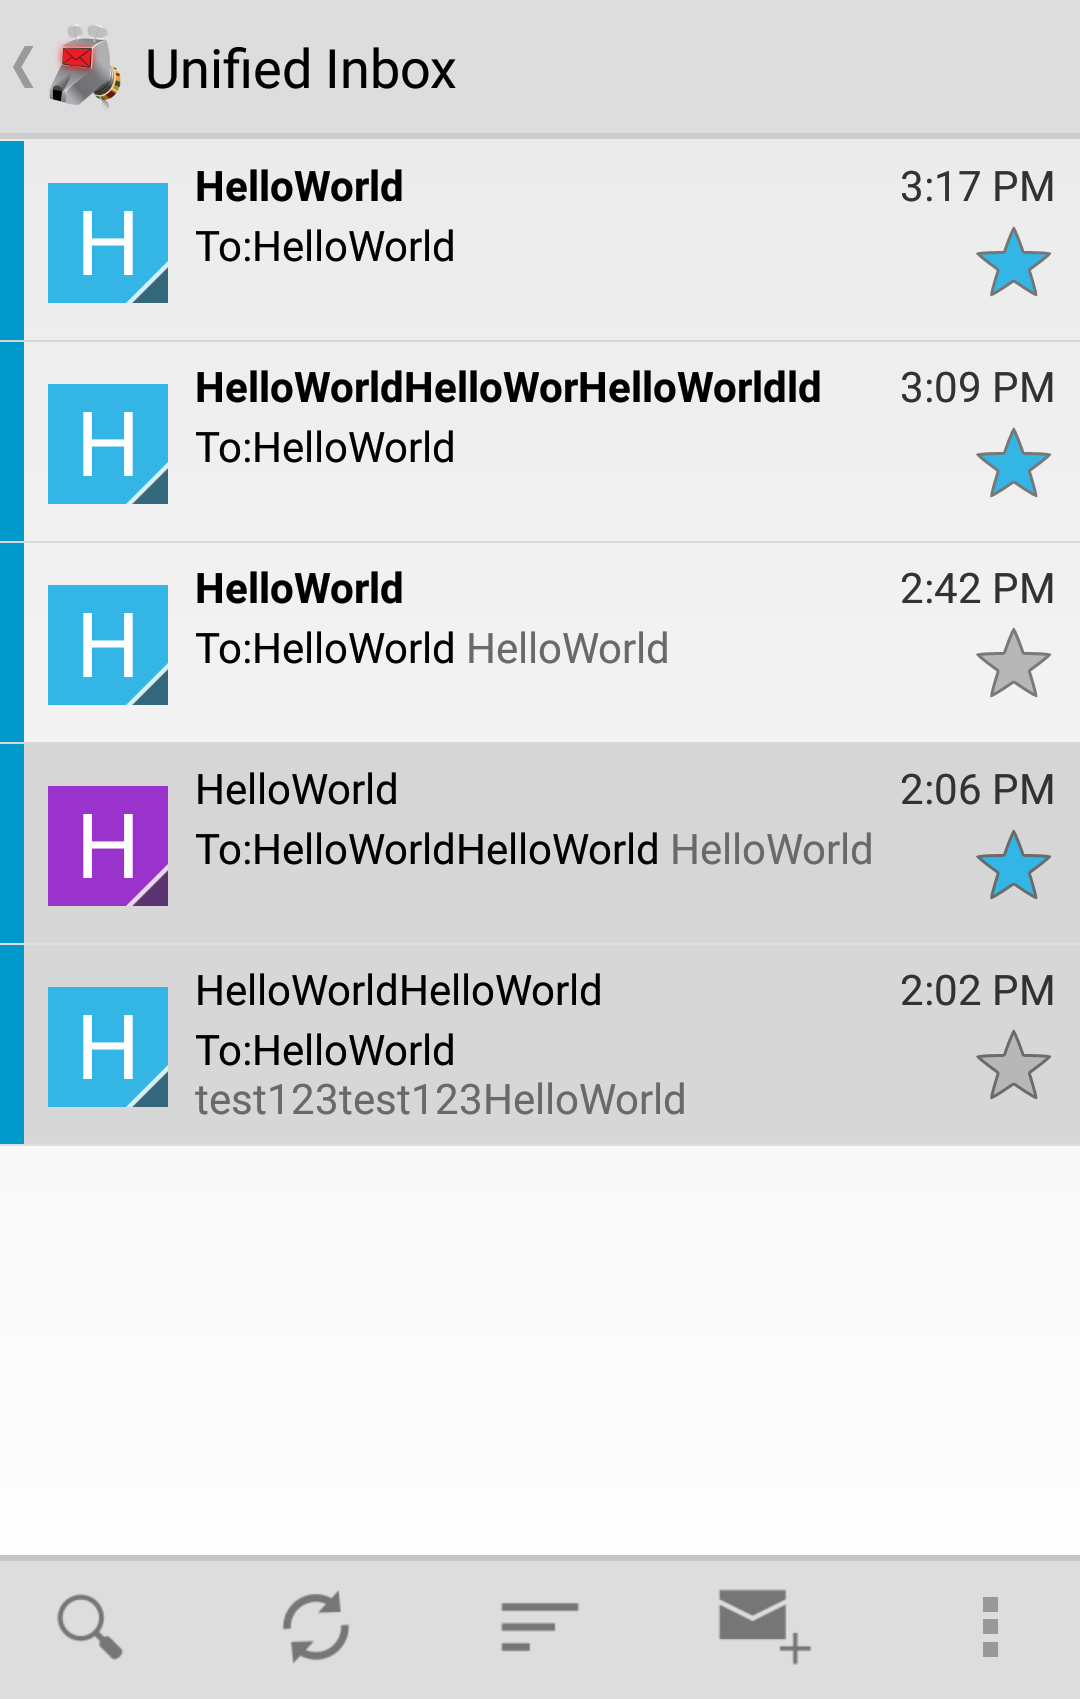 Unified Inbox
HelloWorld 3:17 PM
H
To:HelloWorld
HelloWorldHelloWorHelloWorldld 3:09 PM
H
To:HelloWorld
HelloWorld 2:42 PM
H
To:HelloWorld HelloWorld
HelloWorld 2:06 PM
H
To:HelloWorldHelloWorld HelloWorld
HelloWorldHelloWorld 2:02 PM
H
To:HelloWorld
test123test123HelloWorld